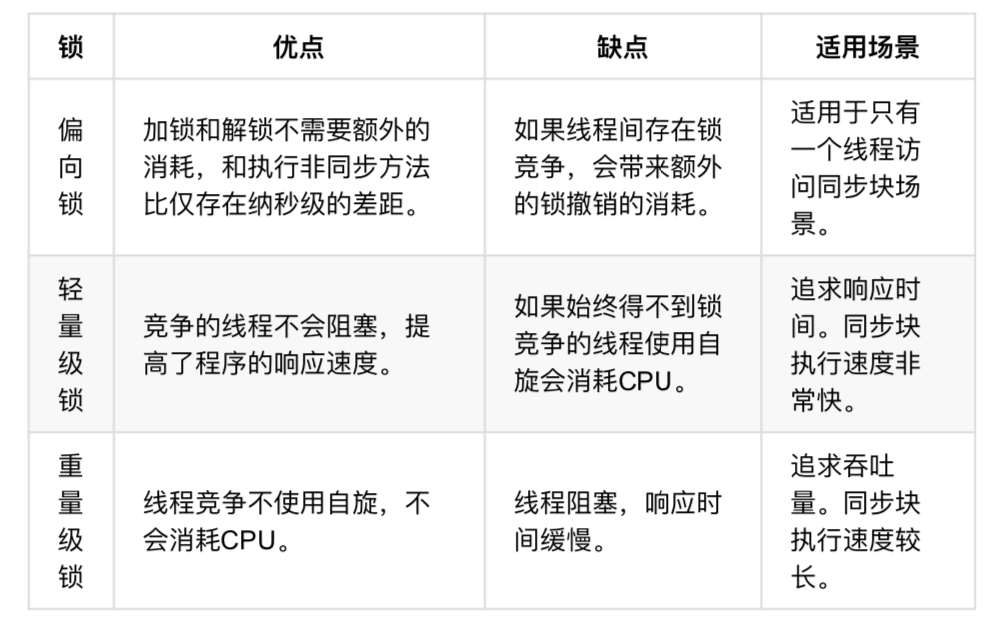 锁
优点
缺点
适用场景
偏
向
锁
加锁和解锁不需要额外的
消耗，和执行非同步方法
比仅存在纳秒级的差距。
如果线程间存在锁
竞争，会带来额外
的锁撤销的消耗。
适用于只有
一个线程访
问同步块场
景。
轻
量
级
锁
竞争的线程不会阻塞，提
高了程序的响应速度。
如果始终得不到锁
竞争的线程使用自
旋会消耗CPU。
追求响应时
间。同步块
执行速度非
常快。
重
量
级
锁
线程竞争不使用自旋，不
会消耗CPU。
线程阻塞，响应时
间缓慢。
追求吞吐
量。同步块
执行速度较
长。